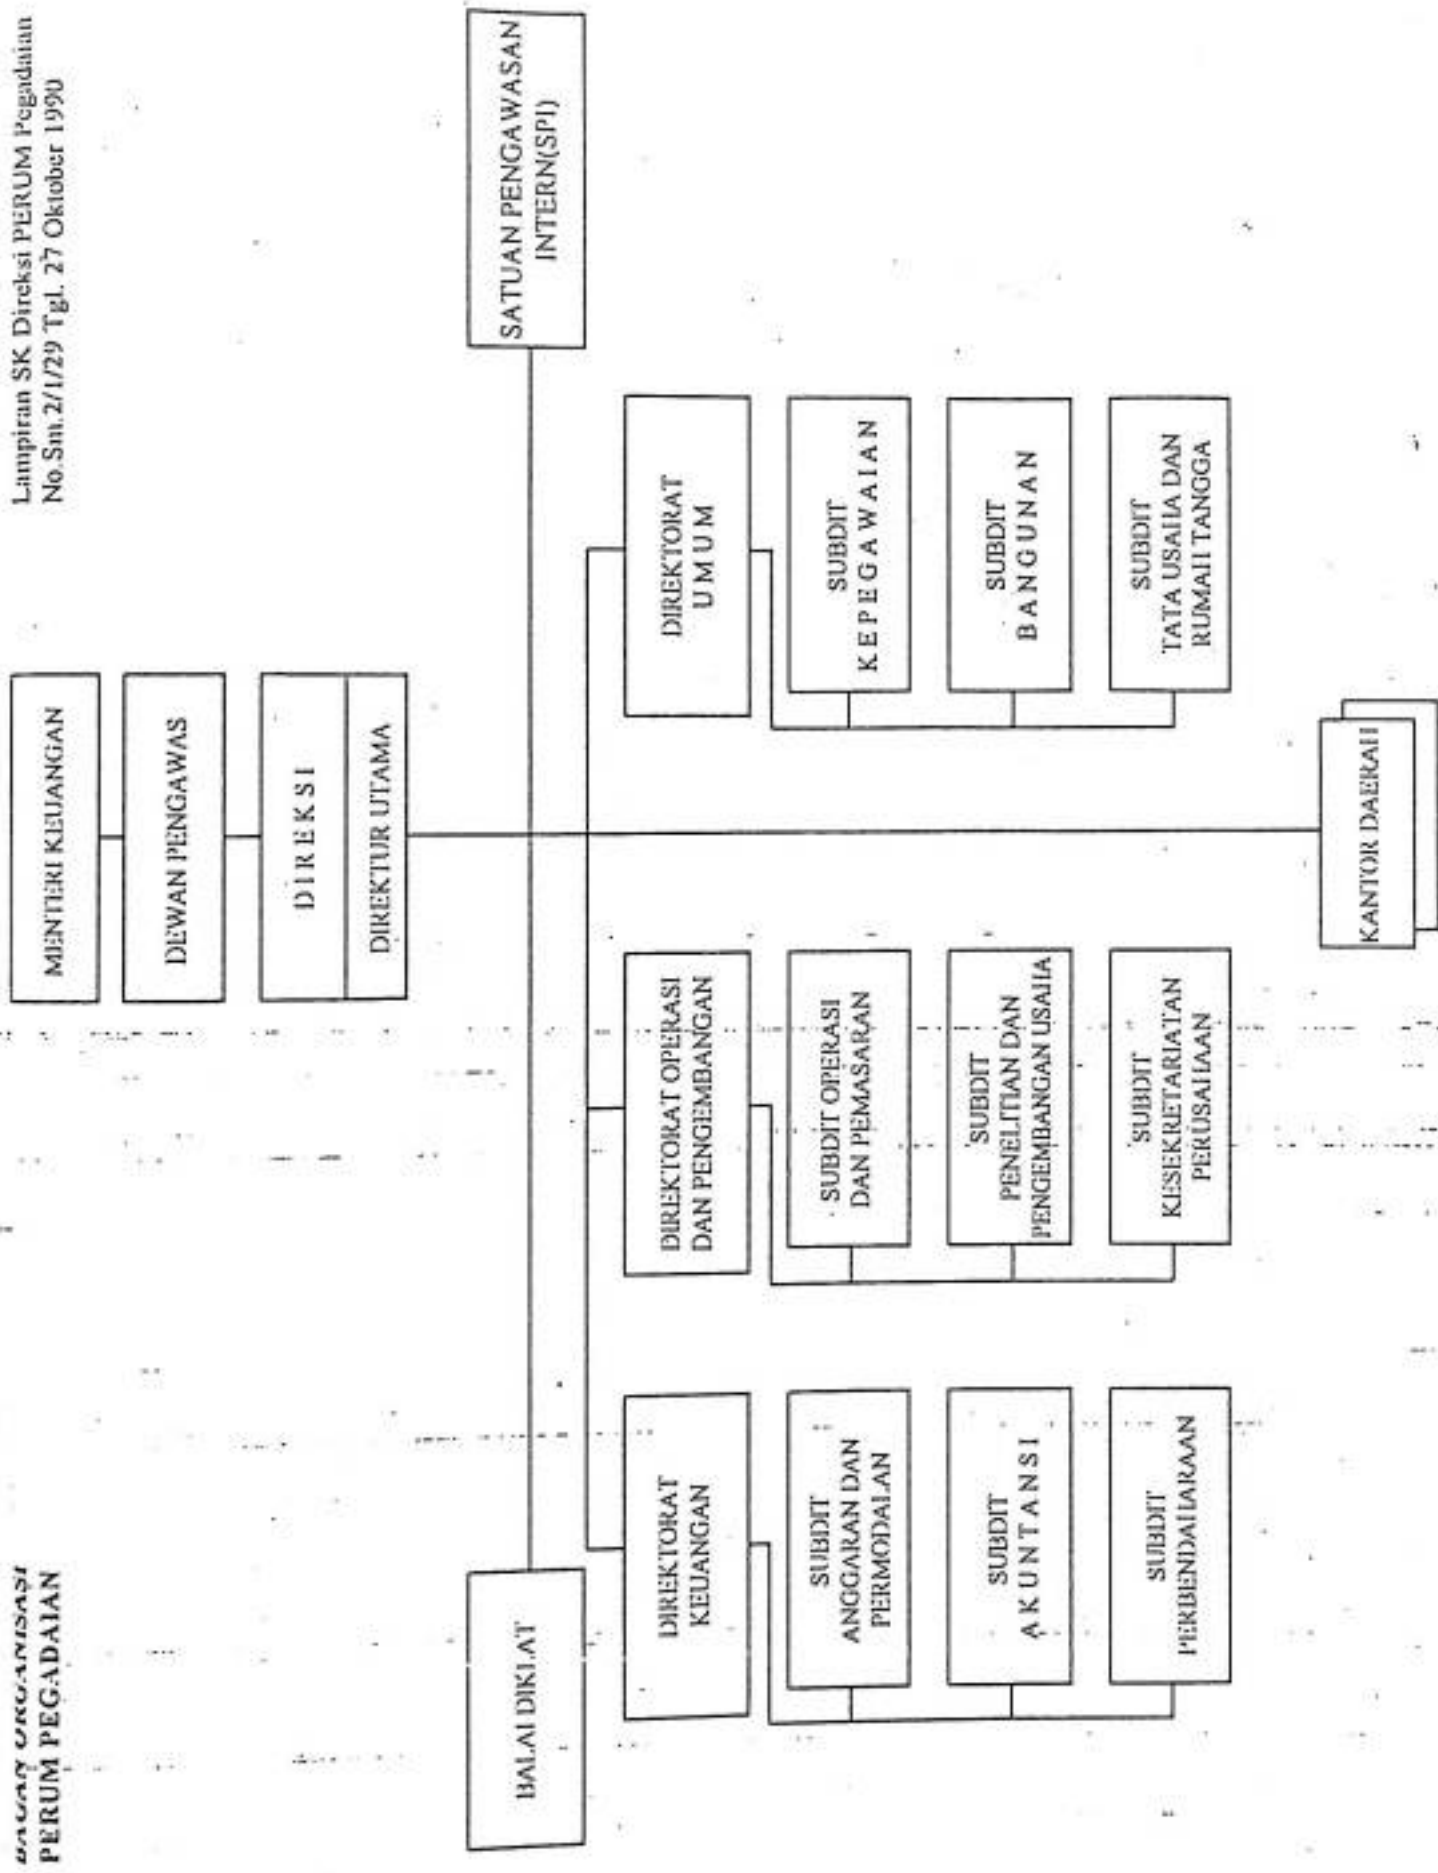 BAGAN ORGANISASI
PERUM PEGADAIAN
Lampiran SK Direksi PERUM Pegadaian
No.Sm.2/1/29 Tgl. 27 Oktober 1990
MENTERI KEUANGAN
DEWAN PENGAWAS
D I R E K S I
DIREKTUR UTAMA
BALAI DIKLAT
SATUAN PENGAWASAN
INTERN(SPI)
DIREKTORAT
KEUANGAN
SUBDIT
ANGGARAN DAN
PERMODALAN
SUBDIT
A K U N T A N S I
SUBDIT
PERBENDAHARAAN
DIREKTORAT OPERASI
DAN PENGEMBANGAN
SUBDIT OPERASI
DAN PEMASARAN
SUBDIT
PENELITIAN DAN
PENGEMBANGAN USAHA
SUBDIT
KESEKRETARIATAN
PERUSAHAAN
DIREKTORAT
U M U M
SUBDIT
K E P E G A W A I A N
SUBDIT
B A N G U N A N
SUBDIT
TATA USAHA DAN
RUMAH TANGGA
KANTOR DAERAH